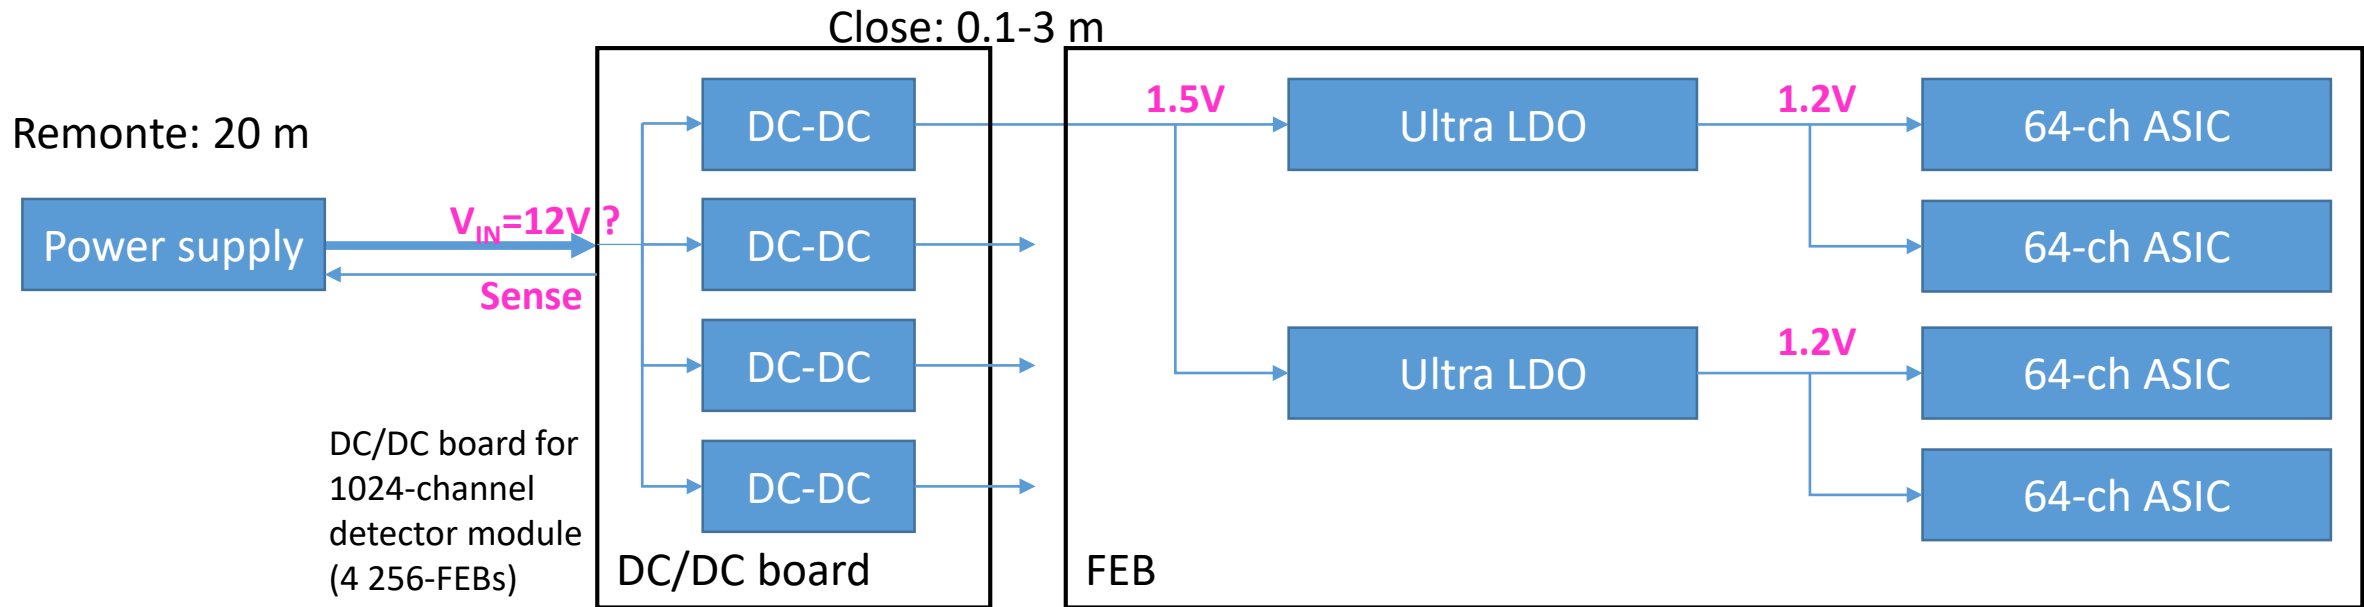 Close: 0.1-3 m
Remonte: 20 m
Power supply
V_IN=12V ?
Sense
DC/DC board for
1024-channel
detector module
(4 256-FEBs)
DC-DC
DC-DC
DC-DC
DC-DC
DC/DC board
1.5V
Ultra LDO
1.2V
64-ch ASIC
64-ch ASIC
Ultra LDO
1.2V
64-ch ASIC
64-ch ASIC
FEB